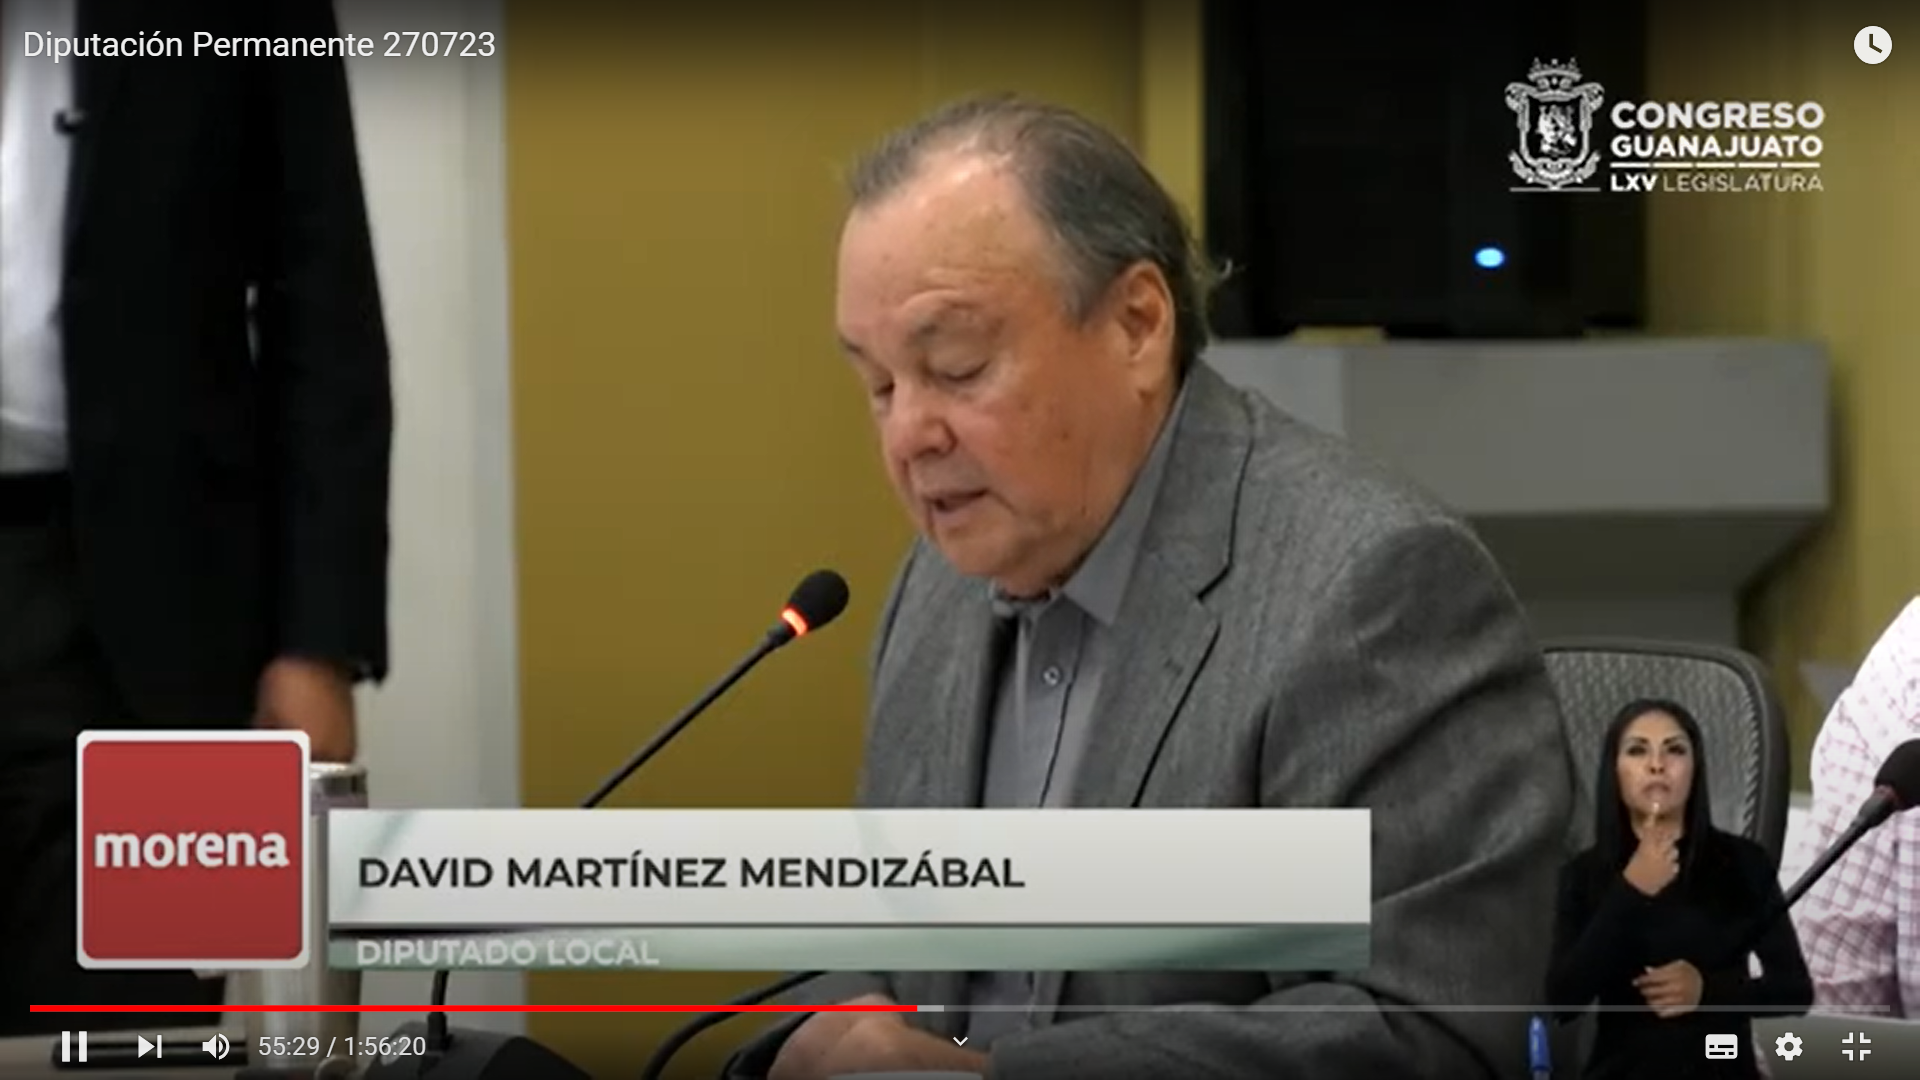 Diputación Permanente 270723
CONGRESO
GUANAJUATO
LXV LEGISLATURA
morena
DAVID MARTÍNEZ MENDIZÁBAL
DIPUTADO LOCAL
55:29 / 1:56:20